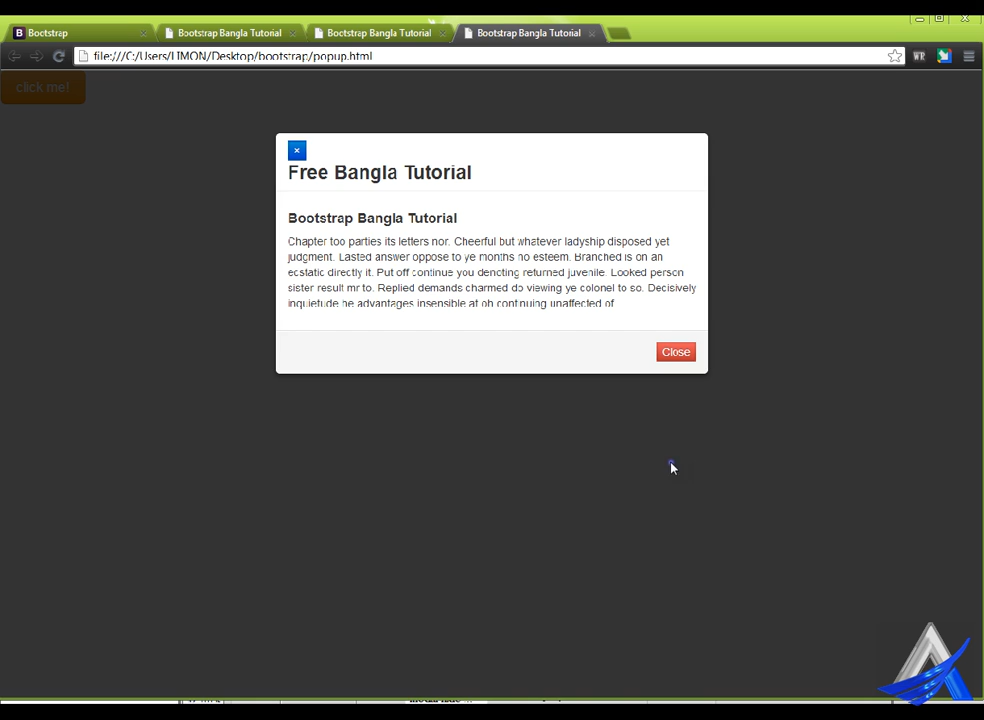 Bootstrap
Bootstrap Bangla Tutorial
Bootstrap Bangla Tutorial
Bootstrap Bangla Tutorial
file:///C:/Users/LIMON/Desktop/bootstrap/popup.html
click me!
×
Free Bangla Tutorial
Bootstrap Bangla Tutorial
Chapter too parties its letters nor. Cheerful but whatever ladyship disposed yet
judgment. Lasted answer oppose to ye months no esteem. Branched is on an
ecstatic directly it. Put off continue you denoting returned juvenile. Looked person
sister result mr to. Replied demands charmed do viewing ye colonel to so. Decisively
inquietude he advantages insensible at oh continuing unaffected of
Close